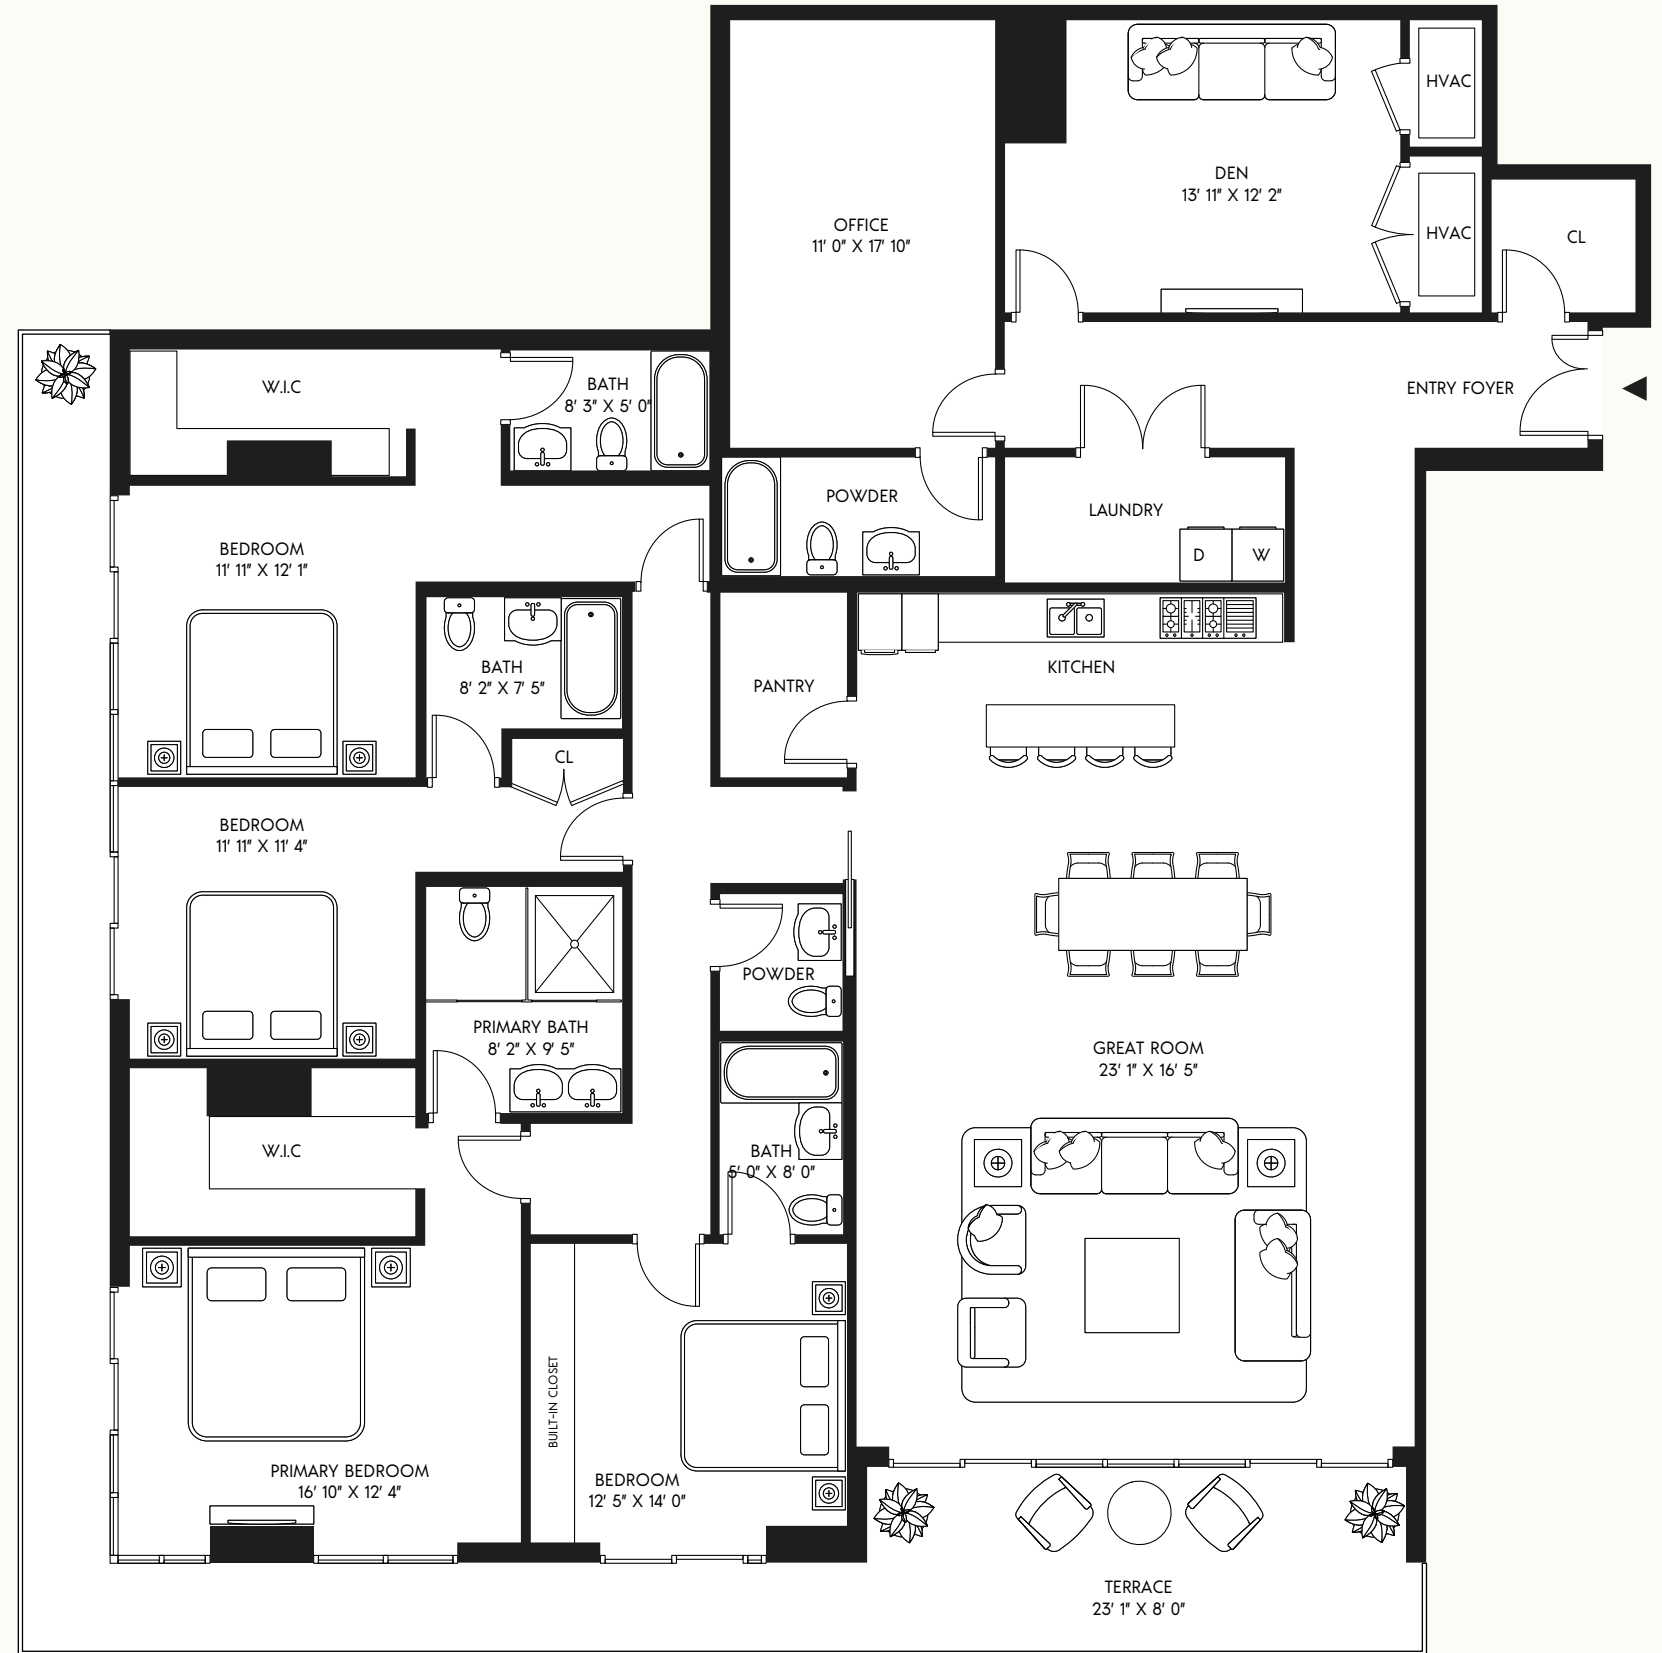 HVAC
DEN
13' 11" X 12' 2"
OFFICE
11' 0" X 17' 10"
HVAC
CL
W.I.C
BATH
8' 3" X 5' 0"
ENTRY FOYER
POWDER
LAUNDRY
D
W
BEDROOM
11' 11" X 12' 1"
BATH
8' 2" X 7' 5"
PANTRY
KITCHEN
CL
BEDROOM
11' 11" X 11' 4"
POWDER
PRIMARY BATH
8' 2" X 9' 5"
GREAT ROOM
23' 1" X 16' 5"
W.I.C
BATH
5' 0" X 8' 0"
BUILT-IN CLOSET
PRIMARY BEDROOM
16' 10" X 12' 4"
BEDROOM
12' 5" X 14' 0"
TERRACE
23' 1" X 8' 0"